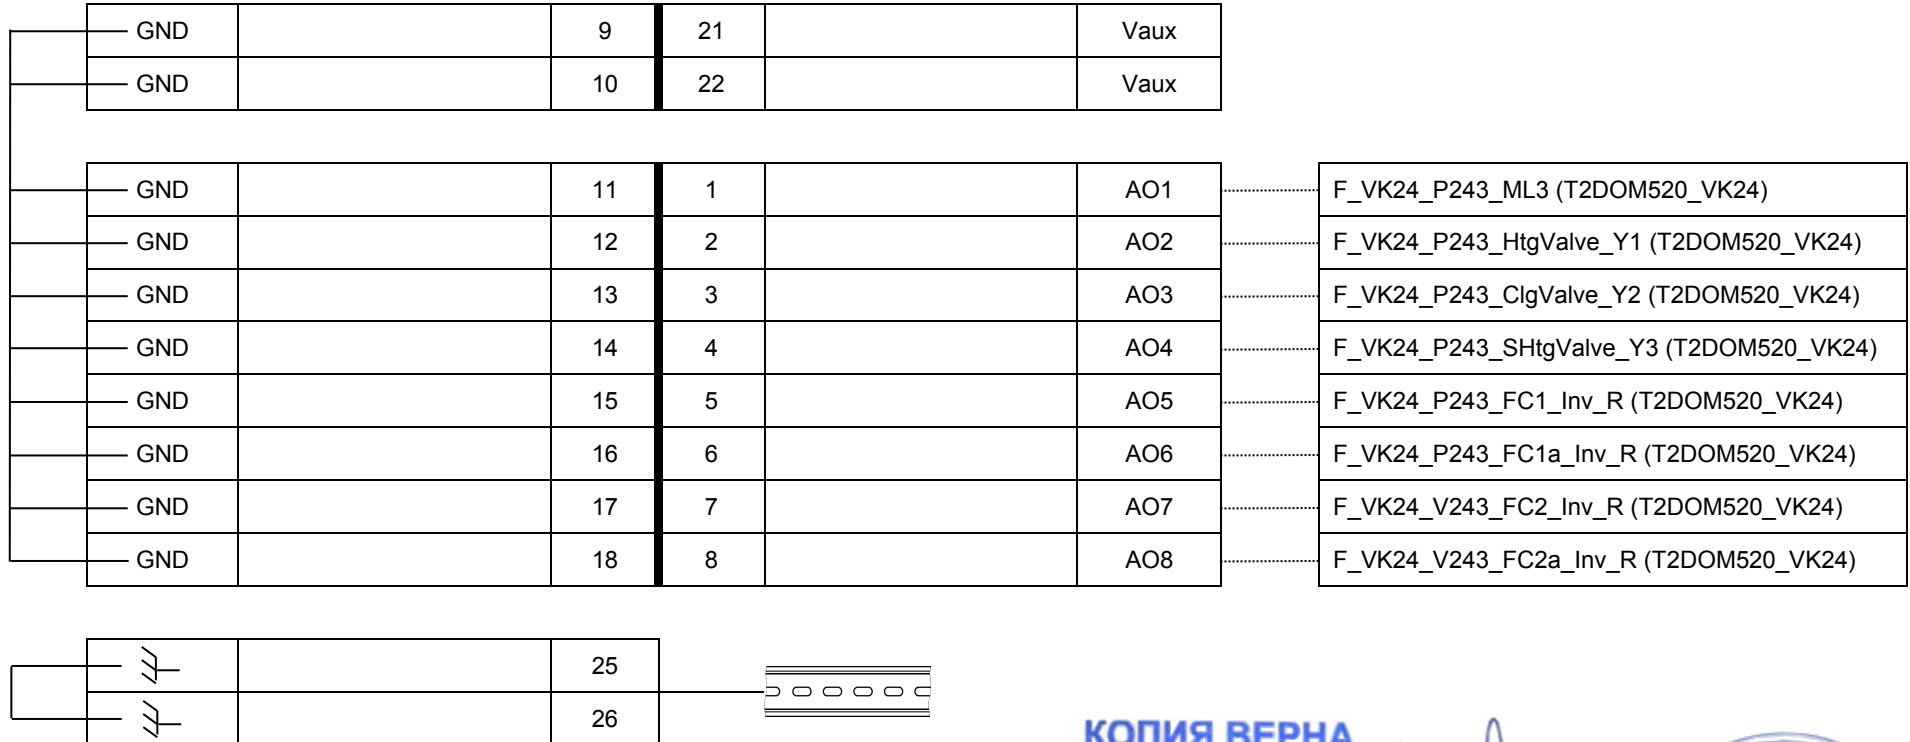 GND 9 21 Vaux
GND 10 22 Vaux
GND 11 1 AO1 F_VK24_P243_ML3 (T2DOM520_VK24)
GND 12 2 AO2 F_VK24_P243_HtgValve_Y1 (T2DOM520_VK24)
GND 13 3 AO3 F_VK24_P243_ClgValve_Y2 (T2DOM520_VK24)
GND 14 4 AO4 F_VK24_P243_SHtgValve_Y3 (T2DOM520_VK24)
GND 15 5 AO5 F_VK24_P243_FC1_Inv_R (T2DOM520_VK24)
GND 16 6 AO6 F_VK24_P243_FC1a_Inv_R (T2DOM520_VK24)
GND 17 7 AO7 F_VK24_V243_FC2_Inv_R (T2DOM520_VK24)
GND 18 8 AO8 F_VK24_V243_FC2a_Inv_R (T2DOM520_VK24)
25
26
КОПИЯ ВЕРНА